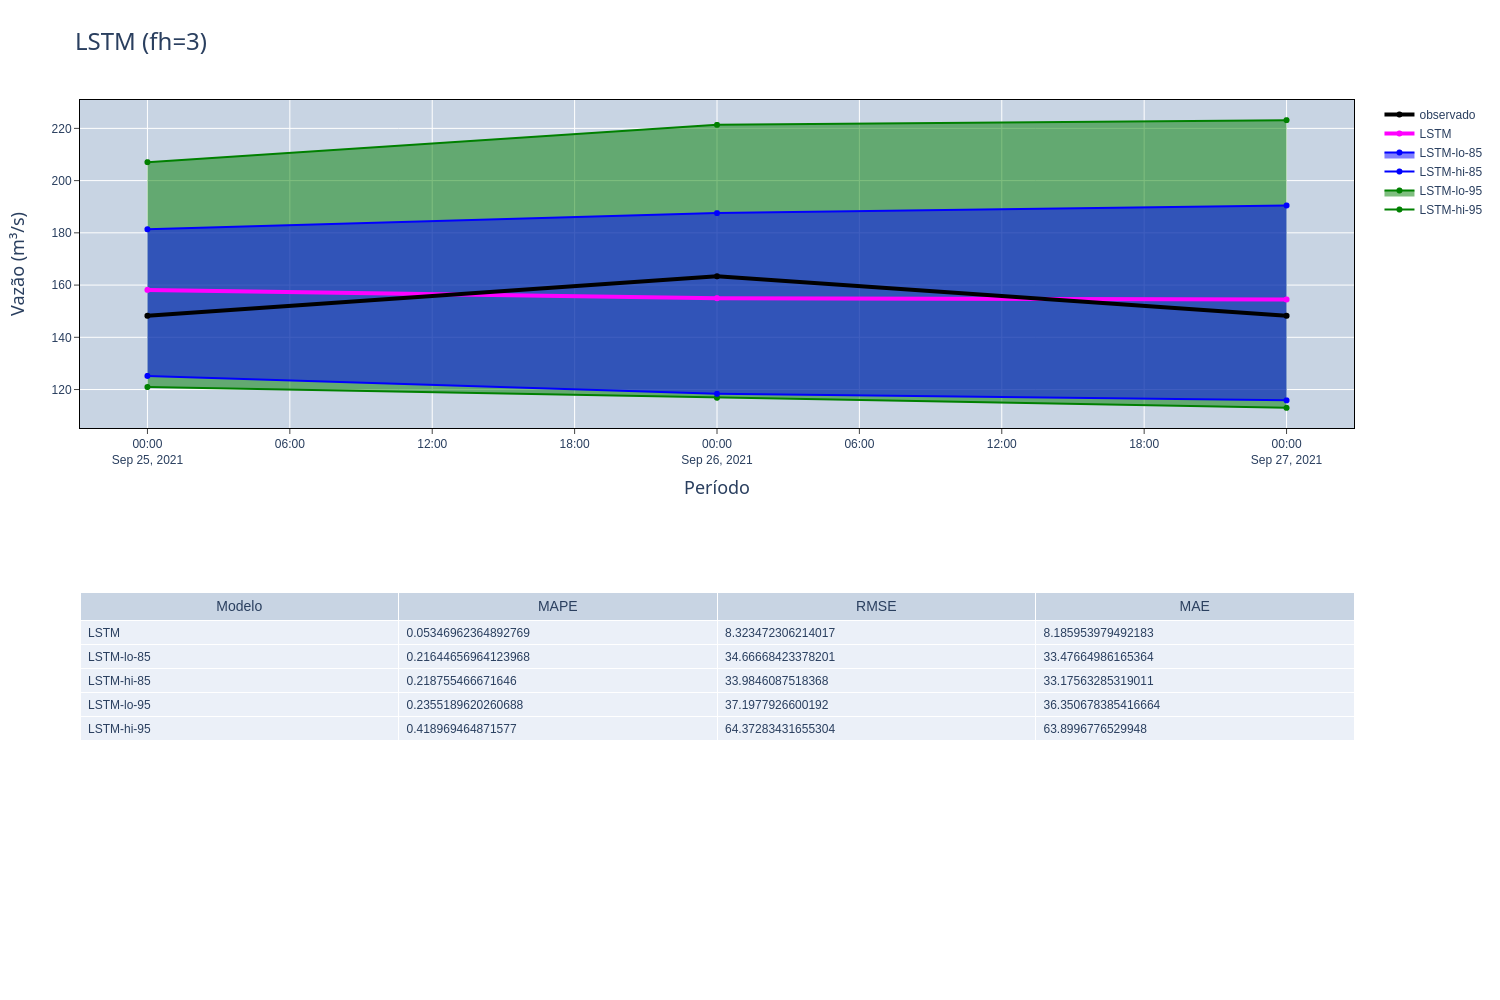 LSTM (fh=3)
observado
LSTM
LSTM-lo-85
LSTM-hi-85
LSTM-lo-95
LSTM-hi-95
Vazão (m³/s)
220
200
180
160
140
120
00:00 06:00 12:00 18:00 00:00 06:00 12:00 18:00 00:00
Sep 25, 2021 Sep 26, 2021 Sep 27, 2021
Período
Modelo MAPE RMSE MAE
LSTM 0.05346962364892769 8.323472306214017 8.185953979492183
LSTM-lo-85 0.21644656964123968 34.66668423378201 33.47664986165364
LSTM-hi-85 0.218755466671646 33.9846087518368 33.17563285319011
LSTM-lo-95 0.2355189620260688 37.1977926600192 36.350678385416664
LSTM-hi-95 0.418969464871577 64.37283431655304 63.8996776529948